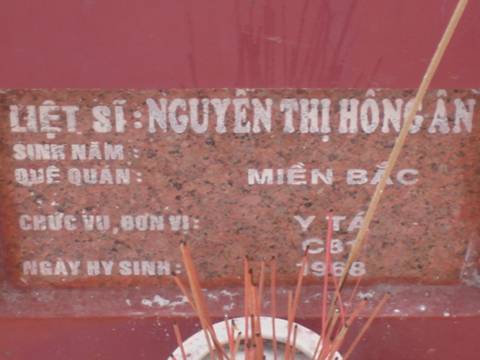 LIỆT SĨ: NGUYỄN THỊ HỒNG ÂN
SINH NĂM :
QUÊ QUÁN : MIỀN BẮC
CHỨC VỤ, ĐƠN VỊ : Y TÁ
NGÀY HY SINH : 1968